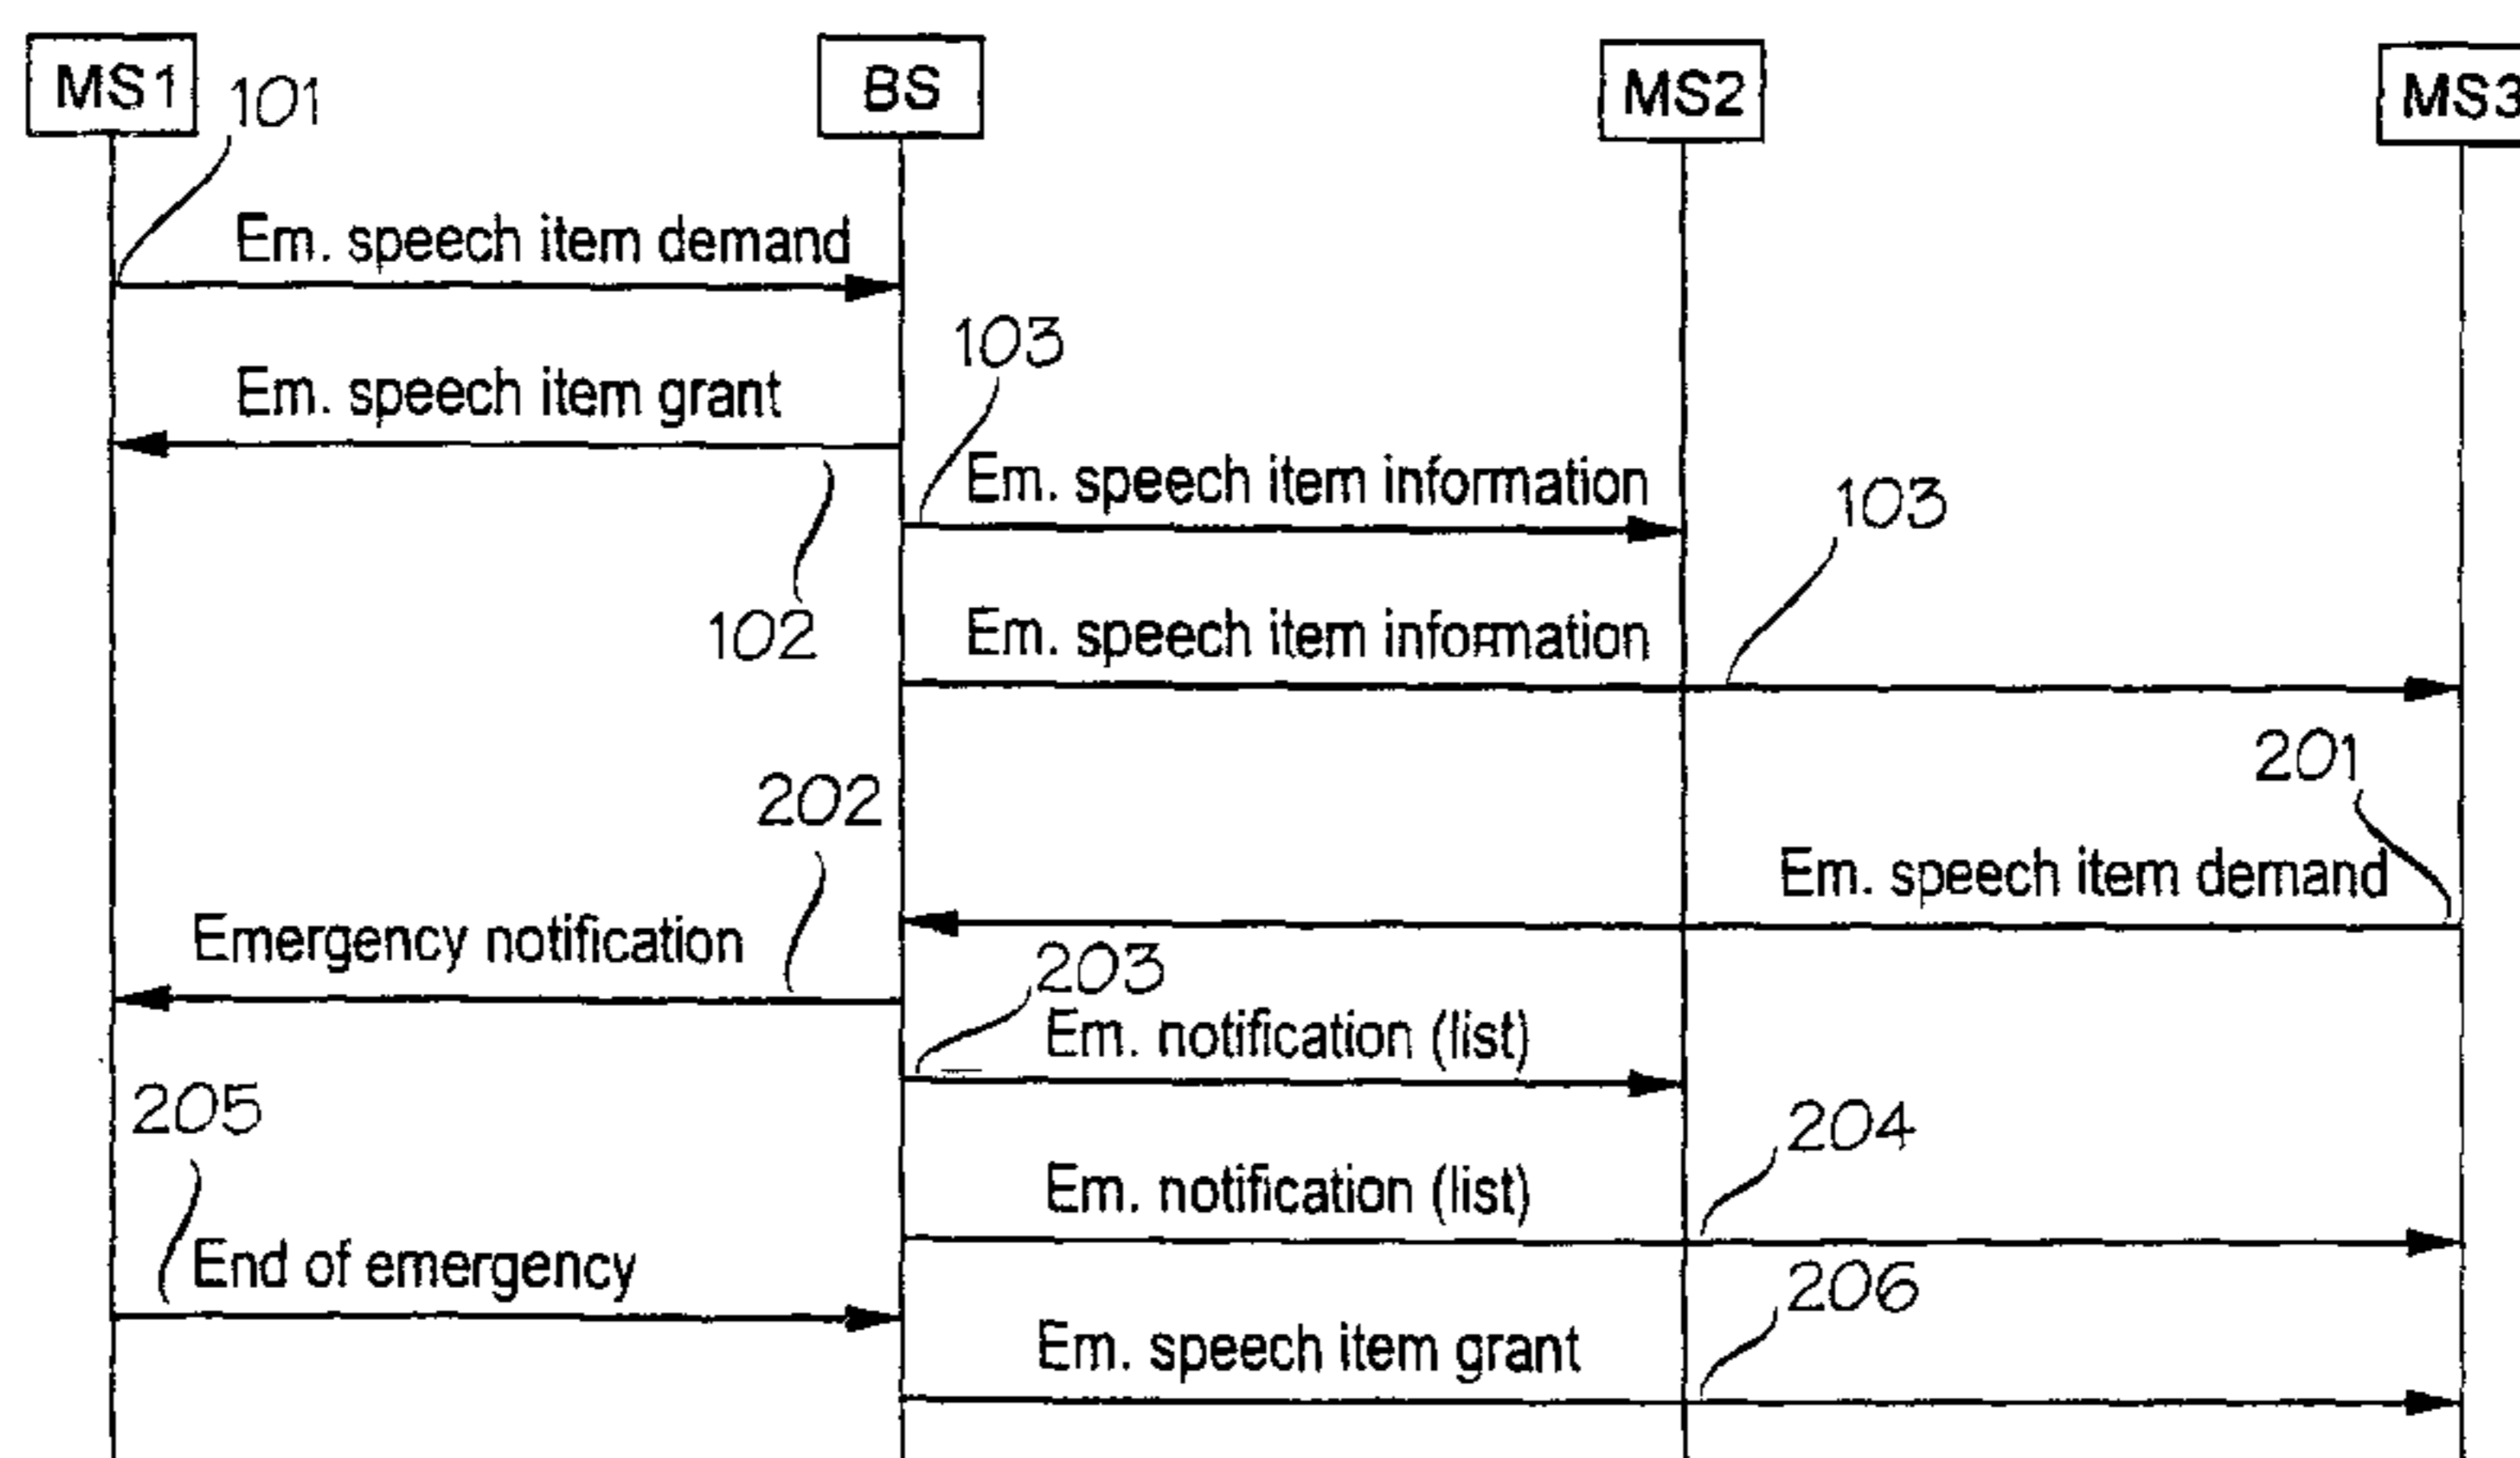 MS1
BS
MS2
MS3
101
Em. speech item demand
103
Em. speech item grant
Em. speech item information
103
102
Em. speech item information
201
202
Em. speech item demand
Emergency notification
203
Em. notification (list)
205
204
Em. notification (list)
End of emergency
206
Em. speech item grant